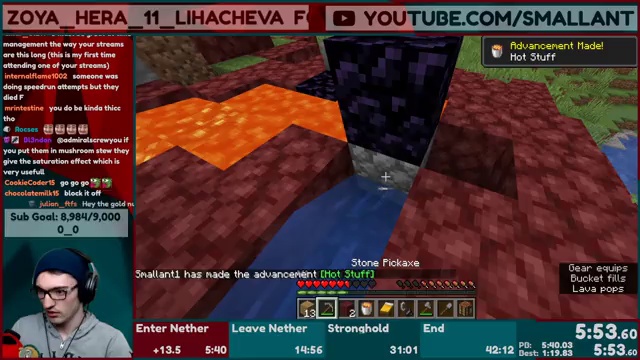 ZOYA_HERA_11_LIHACHEVA F
YOUTUBE.COM/SMALLANT
Advancement Made!
Hot Stuff
management the way your streams
are this long (this is my first time
attending one of your streams)
internalflame1002 someone was
doing speedrun attempts but they
died F
mrintestine you do be kinda thicc
tho
Rocses
@admiralscrewyou if
you put them in mushroom stew they
give the saturation effect which is
very usefull
CookieCoder15 go go go
chocolatemilk15 block it off
julian__ftfs Hey the gold nu
Sub Goal: 8,984/9,000
0_0
Stone Pickaxe
Smallant1 has made the advancement [Hot Stuff]
13
2
Gear equips
Bucket fills
Lava pops
Enter Nether
+13.5 5:40
Blaze Rods
14:56
Stronghold
31:01
End
42:12
5:53.60
PB: 5:40.03
Best: 1:19.83
5:53.60